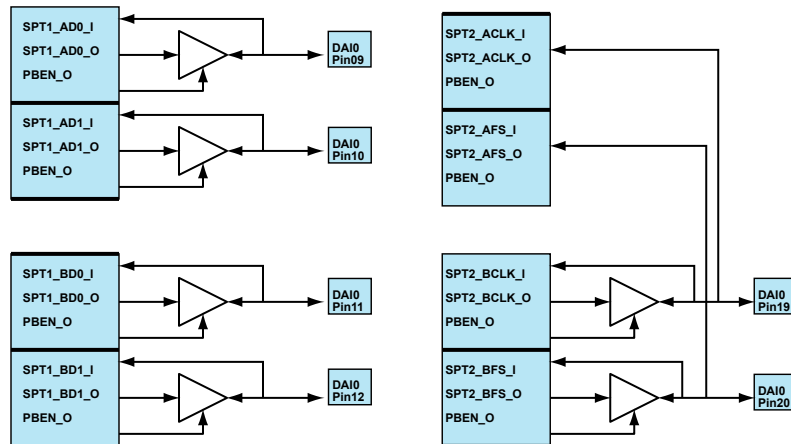 SPT1_AD0_I
SPT1_AD0_O
PBEN_O
DAI0
Pin09
SPT1_AD1_I
SPT1_AD1_O
PBEN_O
DAI0
Pin10
SPT1_BD0_I
SPT1_BD0_O
PBEN_O
DAI0
Pin11
SPT1_BD1_I
SPT1_BD1_O
PBEN_O
DAI0
Pin12
SPT2_ACLK_I
SPT2_ACLK_O
PBEN_O
SPT2_AFS_I
SPT2_AFS_O
PBEN_O
SPT2_BCLK_I
SPT2_BCLK_O
PBEN_O
DAI0
Pin19
SPT2_BFS_I
SPT2_BFS_O
PBEN_O
DAI0
Pin20